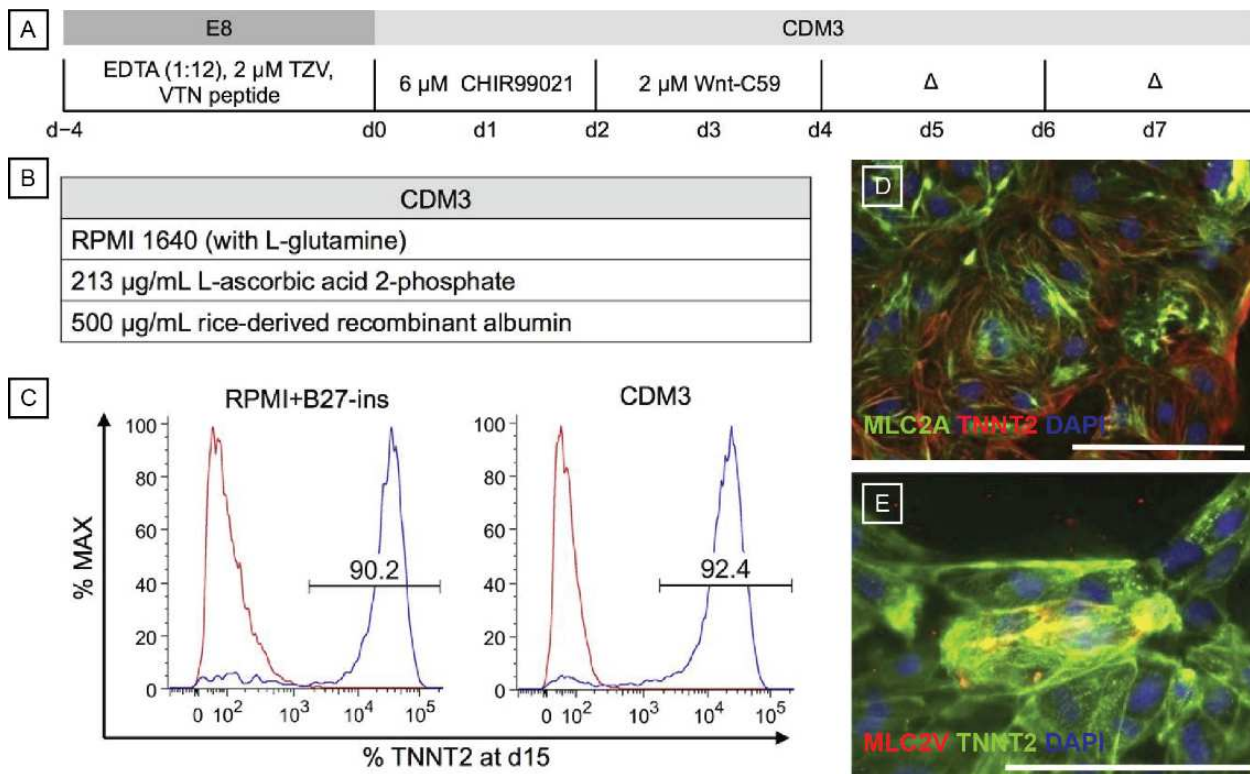 A
E8
CDM3
EDTA (1:12), 2 µM TZV,
VTN peptide
6 µM CHIR99021
2 µM Wnt-C59
Δ
Δ
d−4
d0
d1
d2
d3
d4
d5
d6
d7
B
CDM3
RPMI 1640 (with L-glutamine)
213 µg/mL L-ascorbic acid 2-phosphate
500 µg/mL rice-derived recombinant albumin
C
RPMI+B27-ins
CDM3
% MAX
100
80
60
40
20
0
90.2
0 10² 10³ 10⁴ 10⁵
100
80
60
40
20
0
92.4
0 10² 10³ 10⁴ 10⁵
% TNNT2 at d15
D
MLC2A TNNT2 DAPI
E
MLC2V TNNT2 DAPI